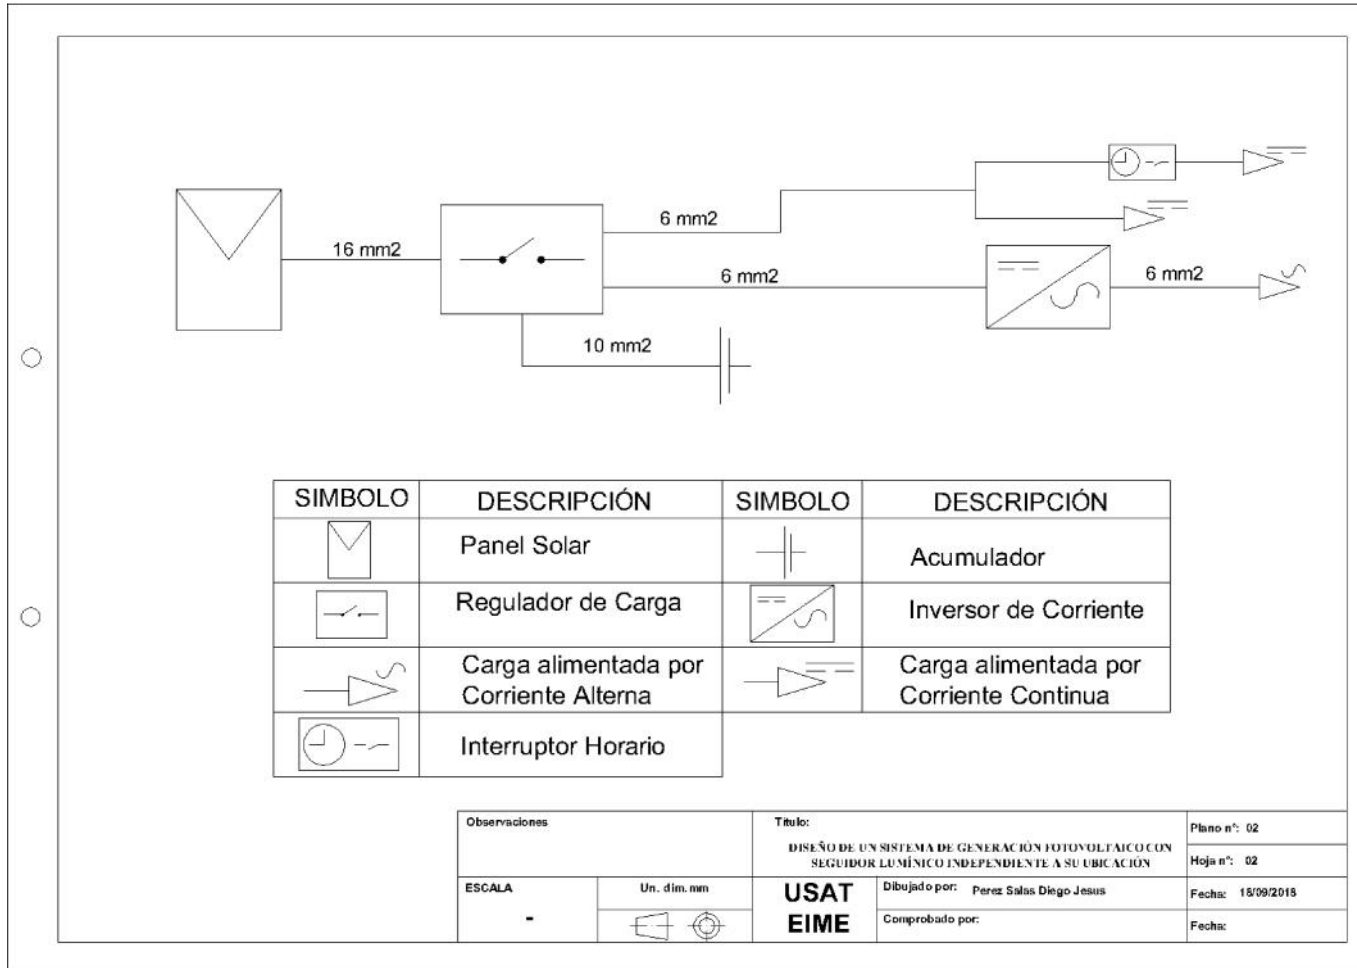 6 mm2
16 mm2
6 mm2
6 mm2
10 mm2
SIMBOLO DESCRIPCIÓN SIMBOLO DESCRIPCIÓN
Panel Solar
Acumulador
Regulador de Carga
Inversor de Corriente
Carga alimentada por
Corriente Alterna
Carga alimentada por
Corriente Continua
Interruptor Horario
Observaciones
Titulo:
DISEÑO DE UN SISTEMA DE GENERACIÓN FOTOVOLTAICO CON
SEGUIDOR LUMÍNICO INDEPENDIENTE A SU UBICACIÓN
Plano n°: 02
Hoja n°: 02
ESCALA
-
Un. dim. mm
USAT
EIME
Dibujado por: Perez Salas Diego Jesus
Fecha: 18/09/2018
Comprobado por:
Fecha: